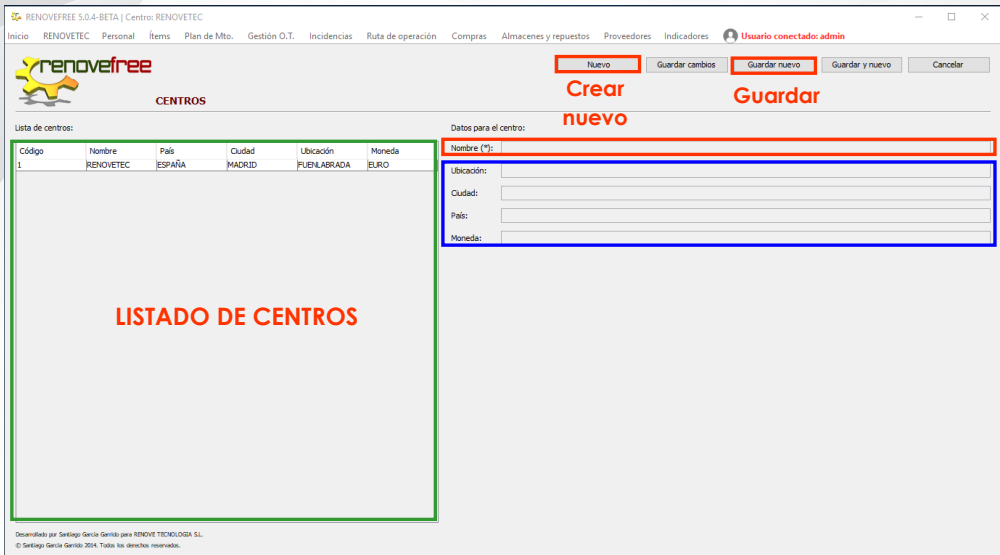 RENOVEFREE 5.0.4-BETA | Centro: RENOVETEC
Inicio RENOVETEC Personal Ítems Plan de Mto. Gestión O.T. Incidencias Ruta de operación Compras Almacenes y repuestos Proveedores Indicadores Usuario conectado: admin
renovefree
CENTROS
Nuevo Guardar cambios Guardar nuevo Guardar y nuevo Cancelar
Crear nuevo
Guardar
Lista de centros:
Datos para el centro:
Código Nombre País Ciudad Ubicación Moneda
1 RENOVETEC ESPAÑA MADRID FUENLABRADA EURO
Nombre (*):
Ubicación:
Ciudad:
País:
Moneda:
LISTADO DE CENTROS
Desarrollado por Santiago García Garrido para RENOVE TECNOLOGÍA S.L.
© Santiago García Garrido 2014. Todos los derechos reservados.